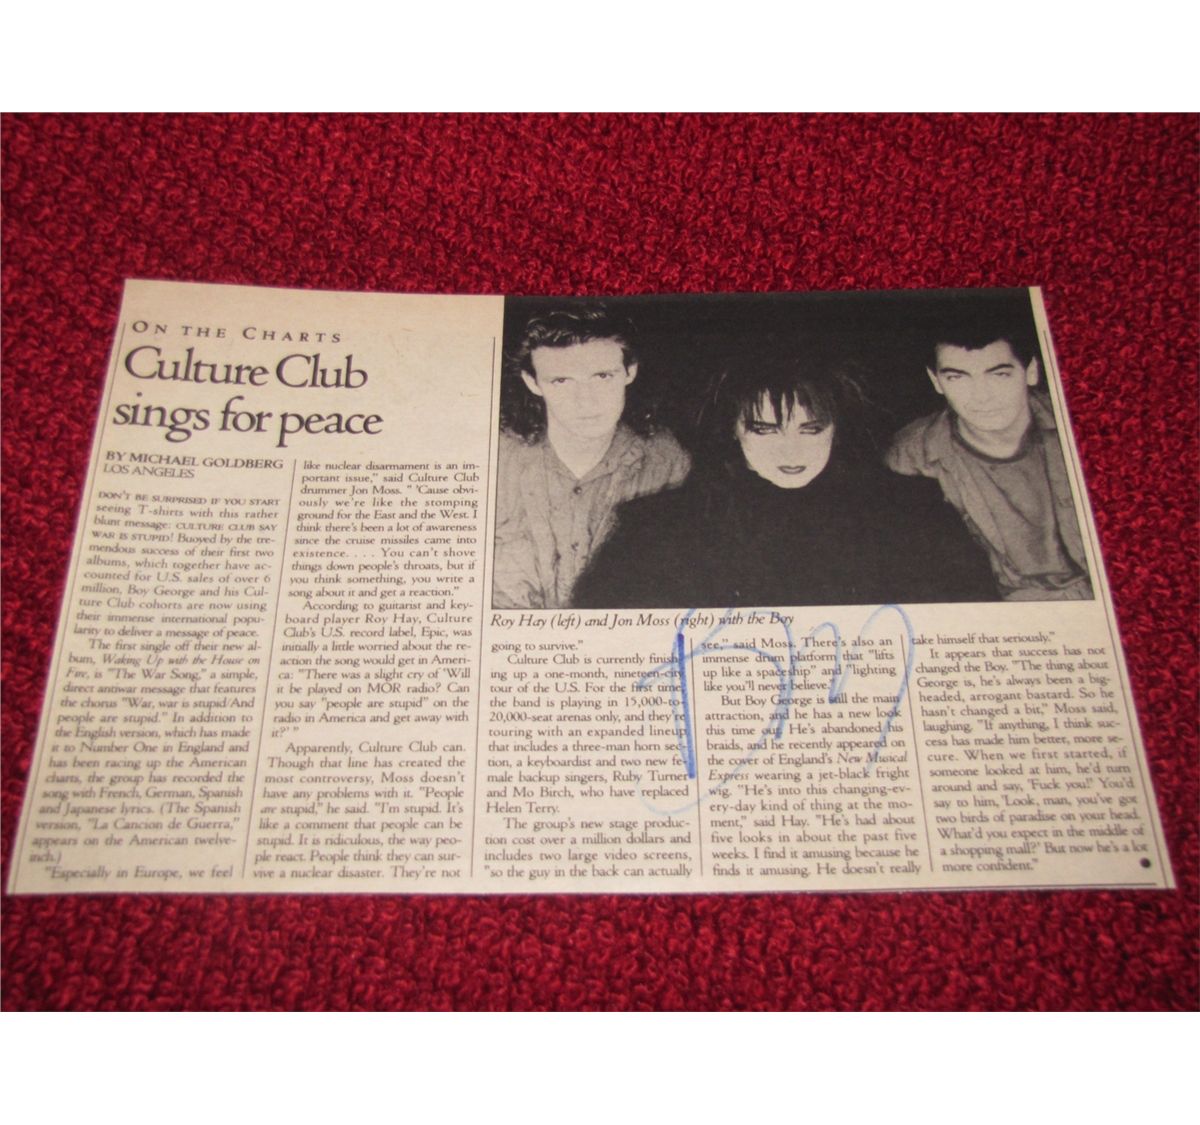 ON THE CHARTS
Culture Club
sings for peace
BY MICHAEL GOLDBERG
LOS ANGELES
DON'T BE SURPRISED IF YOU START
seeing T-shirts with this rather
blunt message: CULTURE CLUB SAY
WAR IS STUPID! Buoyed by the tre-
mendous success of their first two
albums, which together have ac-
counted for U.S. sales of over 6
million, Boy George and his Cul-
ture Club cohorts are now using
their immense international popu-
larity to deliver a message of peace.
The first single off their new al-
bum, Waking Up with the House on
Fire, is "The War Song," a simple,
direct antiwar message that features
the chorus "War, war is stupid/And
people are stupid." In addition to
the English version, which has made
it to Number One in England and
has been racing up the American
charts, the group has recorded the
song with French, German, Spanish
and Japanese lyrics. (The Spanish
version, "La Cancion de Guerra,"
appears on the American twelve-
inch.)
"Especially in Europe, we feel
like nuclear disarmament is an im-
portant issue," said Culture Club
drummer Jon Moss. " 'Cause obvi-
ously we're like the stomping
ground for the East and the West. I
think there's been a lot of awareness
since the cruise missiles came into
existence. . . . You can't shove
things down people's throats, but if
you think something, you write a
song about it and get a reaction."
According to guitarist and key-
board player Roy Hay, Culture
Club's U.S. record label, Epic, was
initially a little worried about the re-
action the song would get in Ameri-
ca: "There was a slight cry of 'Will
it be played on MOR radio? Can
you say "people are stupid" on the
radio in America and get away with
it?' "
Apparently, Culture Club can.
Though that line has created the
most controversy, Moss doesn't
have any problems with it. "People
are stupid," he said. "I'm stupid. It's
like a comment that people can be
stupid. It is ridiculous, the way peo-
ple react. People think they can sur-
vive a nuclear disaster. They're not
Roy Hay (left) and Jon Moss (right) with the Boy
going to survive."
Culture Club is currently finish-
ing up a one-month, nineteen-city
tour of the U.S. For the first time,
the band is playing in 15,000-to-
20,000-seat arenas only, and they're
touring with an expanded lineup
that includes a three-man horn sec-
tion, a keyboardist and two new fe-
male backup singers, Ruby Turner
and Mo Birch, who have replaced
Helen Terry.
The group's new stage produc-
tion cost over a million dollars and
includes two large video screens,
"so the guy in the back can actually
see," said Moss. There's also an
immense drum platform that "lifts
up like a spaceship" and "lighting
like you'll never believe."
But Boy George is still the main
attraction, and he has a new look
this time out. He's abandoned his
braids, and he recently appeared on
the cover of England's New Musical
Express wearing a jet-black fright
wig. "He's into this changing-ev-
ery-day kind of thing at the mo-
ment," said Hay. "He's had about
five looks in about the past five
weeks. I find it amusing because he
finds it amusing. He doesn't really
take himself that seriously."
It appears that success has not
changed the Boy. "The thing about
George is, he's always been a big-
headed, arrogant bastard. So he
hasn't changed a bit," Moss said,
laughing. "If anything, I think suc-
cess has made him better, more se-
cure. When we first started, if
someone looked at him, he'd turn
around and say, 'Fuck you!' You'd
say to him, 'Look, man, you've got
two birds of paradise on your head.
What'd you expect in the middle of
a shopping mall?' But now he's a lot
more confident."